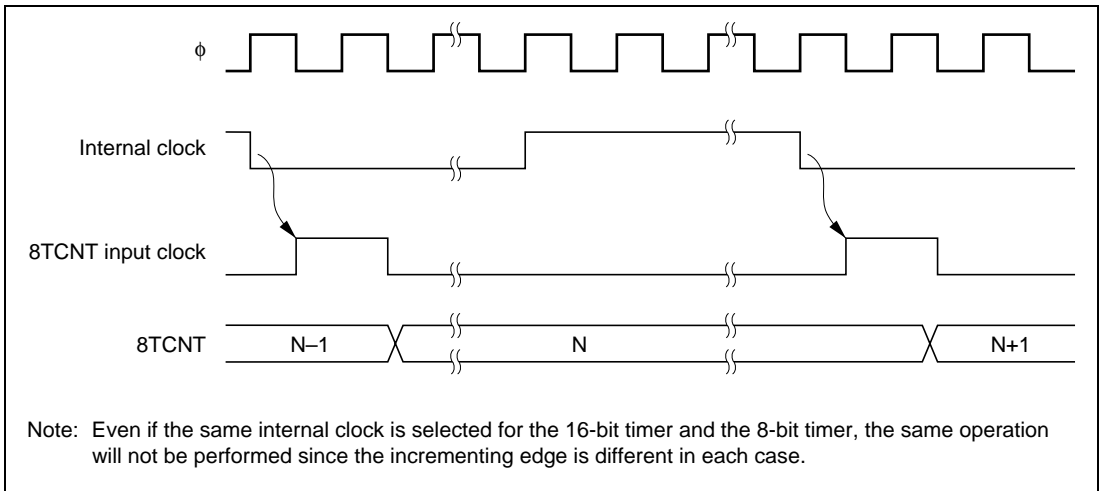 φ
Internal clock
8TCNT input clock
8TCNT
N–1
N
N+1
Note: Even if the same internal clock is selected for the 16-bit timer and the 8-bit timer, the same operation
will not be performed since the incrementing edge is different in each case.